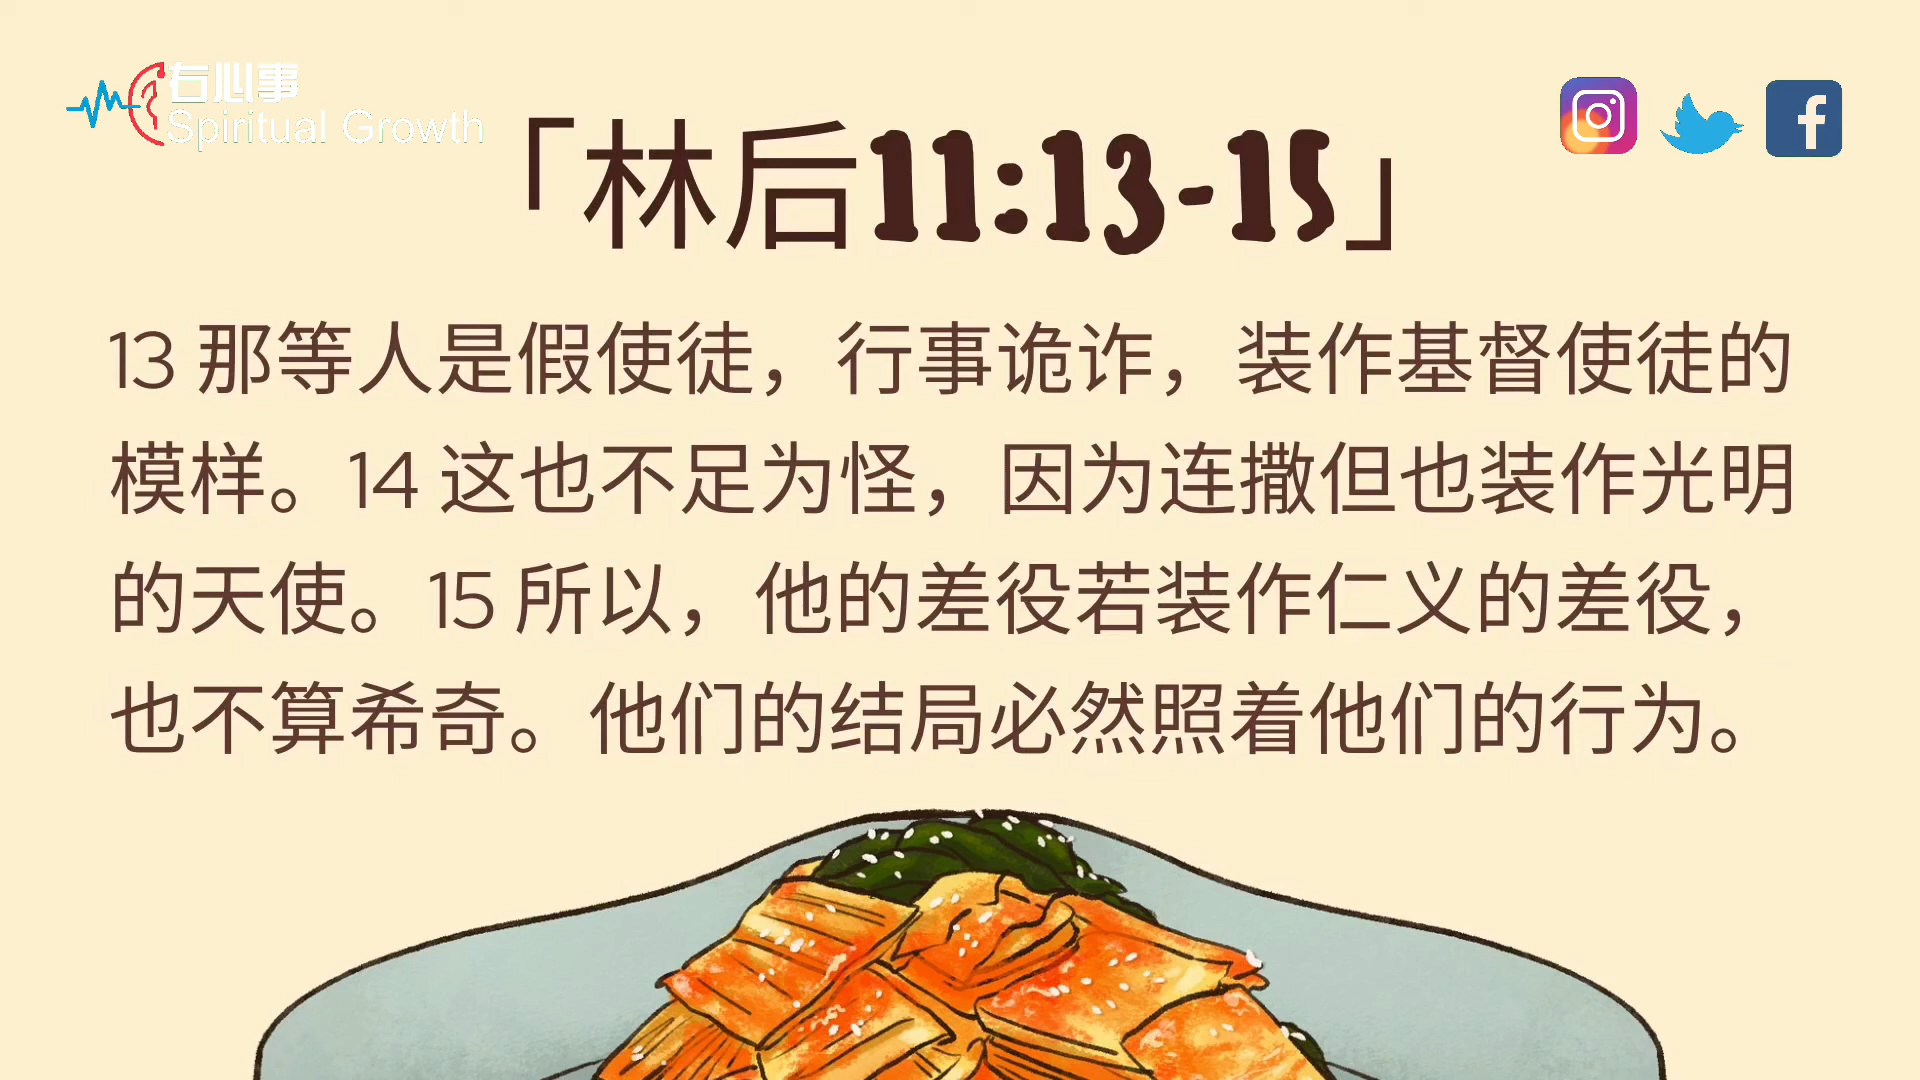 右心事
Spiritual Growth
「林后11:13-15」
13 那等人是假使徒，行事诡诈，装作基督使徒的
模样。14 这也不足为怪，因为连撒但也装作光明
的天使。15 所以，他的差役若装作仁义的差役，
也不算希奇。他们的结局必然照着他们的行为。